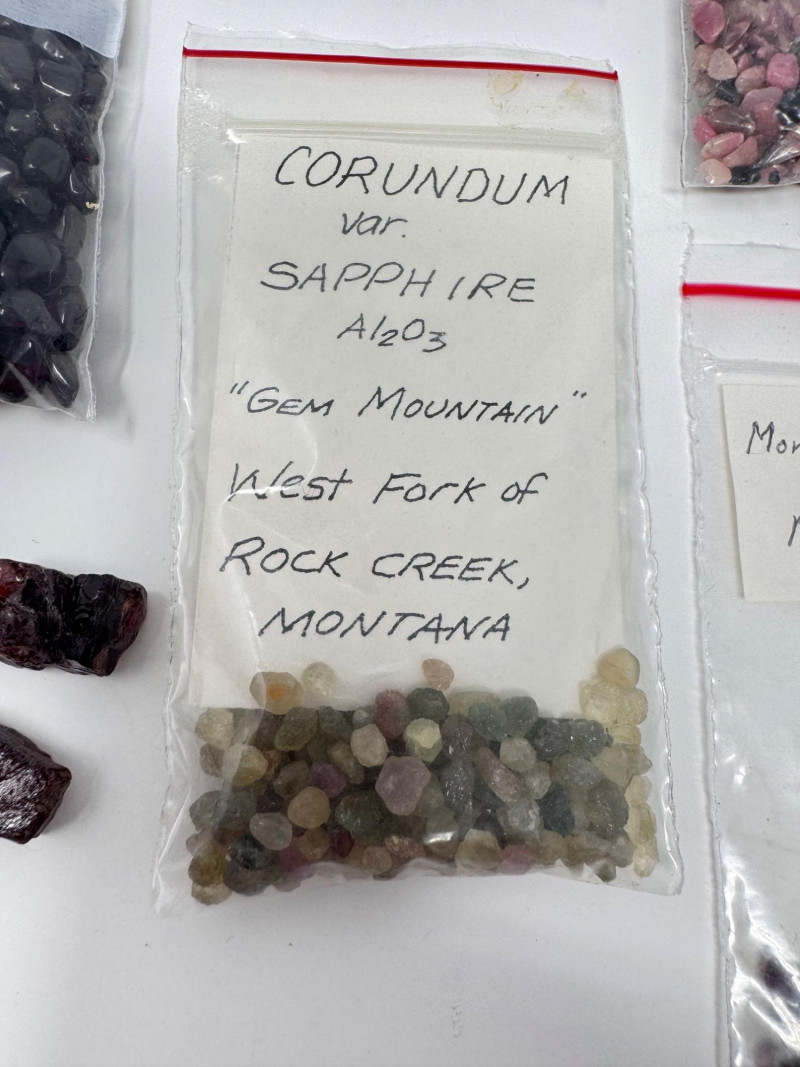 CORUNDUM
var.
SAPPHIRE
Al₂O₃
"GEM MOUNTAIN"
West Fork of
ROCK CREEK,
MONTANA